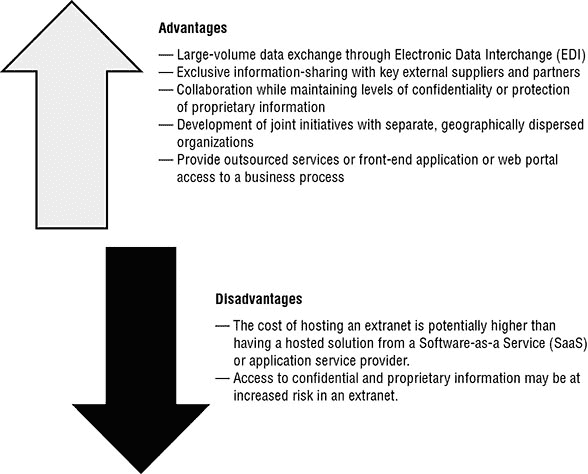 Advantages
— Large-volume data exchange through Electronic Data Interchange (EDI)
— Exclusive information-sharing with key external suppliers and partners
— Collaboration while maintaining levels of confidentiality or protection
of proprietary information
— Development of joint initiatives with separate, geographically dispersed
organizations
— Provide outsourced services or front-end application or web portal
access to a business process
Disadvantages
— The cost of hosting an extranet is potentially higher than
having a hosted solution from a Software-as-a Service (SaaS)
or application service provider.
— Access to confidential and proprietary information may be at
increased risk in an extranet.